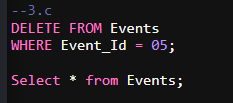 --3.c
DELETE FROM Events
WHERE Event_Id = 05;
Select * from Events;